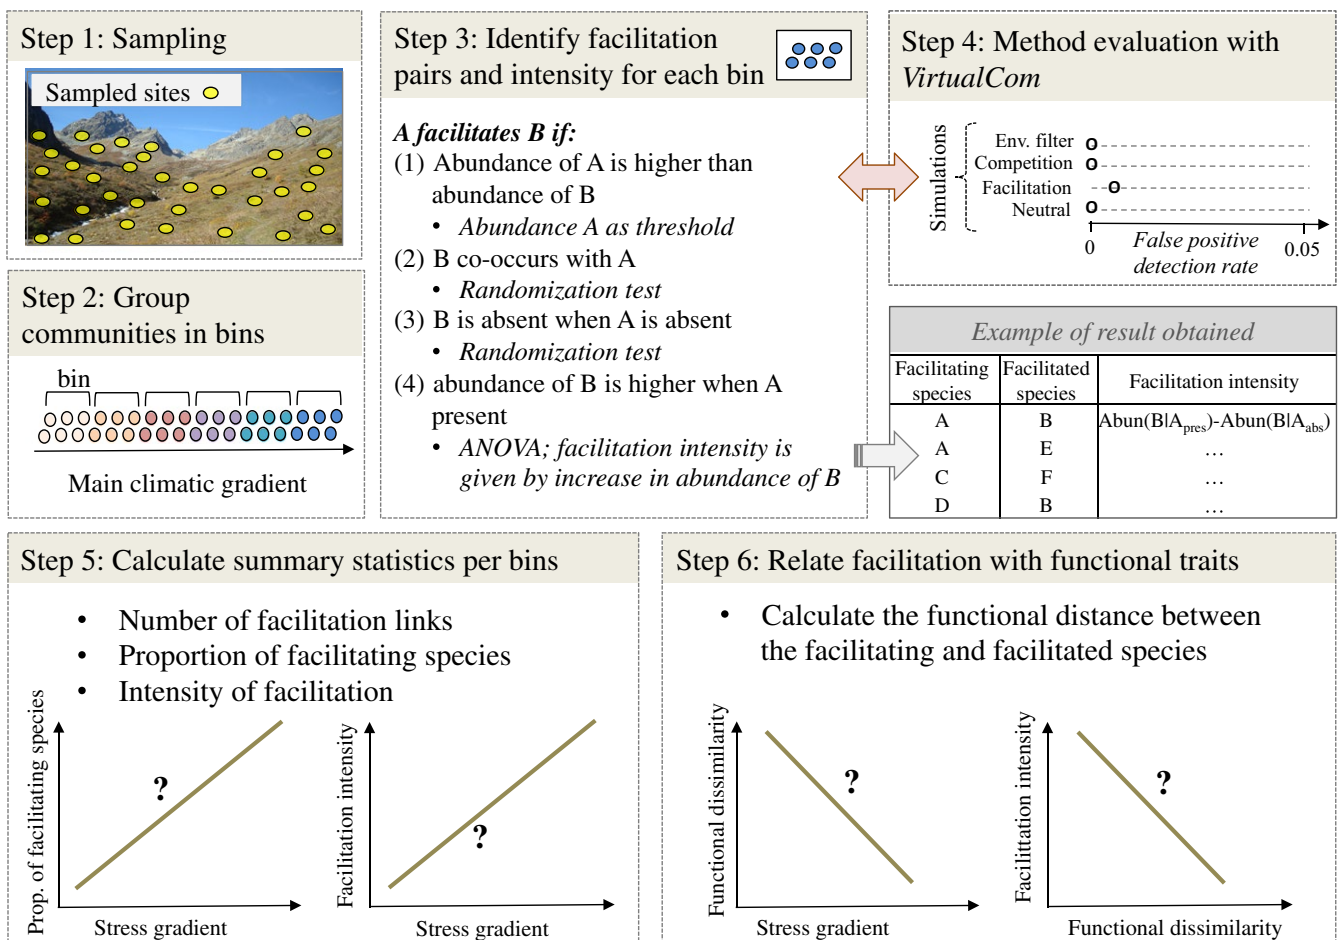 Step 1: Sampling
Sampled sites
Step 2: Group
communities in bins
bin
Main climatic gradient
Step 3: Identify facilitation
pairs and intensity for each bin
A facilitates B if:
(1) Abundance of A is higher than
abundance of B
• Abundance A as threshold
(2) B co-occurs with A
• Randomization test
(3) B is absent when A is absent
• Randomization test
(4) abundance of B is higher when A
present
• ANOVA; facilitation intensity is
given by increase in abundance of B
Step 4: Method evaluation with
VirtualCom
Simulations
Env. filter
Competition
Facilitation
Neutral
0
0.05
False positive
detection rate
Example of result obtained
Facilitating species | Facilitated species | Facilitation intensity
A B Abun(B|Apres)-Abun(B|Aabs)
A E …
C F …
D B …
Step 5: Calculate summary statistics per bins
• Number of facilitation links
• Proportion of facilitating species
• Intensity of facilitation
Prop. of facilitating species
?
Stress gradient
Facilitation intensity
?
Stress gradient
Step 6: Relate facilitation with functional traits
• Calculate the functional distance between
the facilitating and facilitated species
Functional dissimilarity
?
Stress gradient
Facilittation intensity
?
Functional dissimilarity